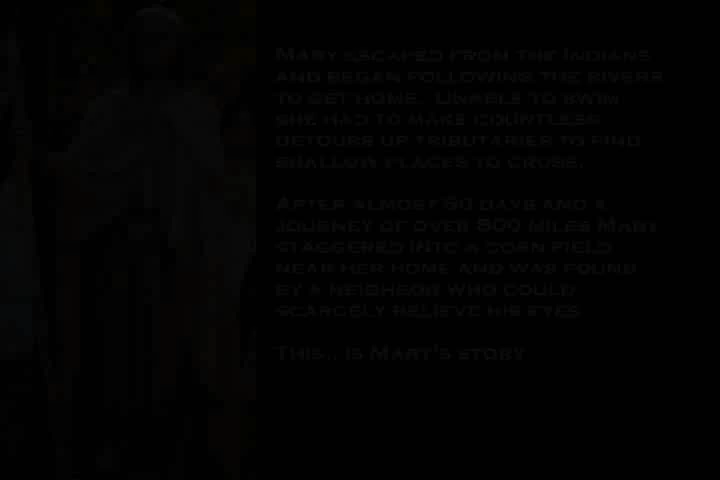 Mary escaped from the Indians
and began following the rivers
to get home. Unable to swim
she had to make countless
detours up tributaries to find
shallow places to cross.
After almost 60 days and a
journey of over 800 miles Mary
staggered into a corn field
near her home and was found
by a neighbor who could
scarcely believe his eyes
This.. is Mary's story